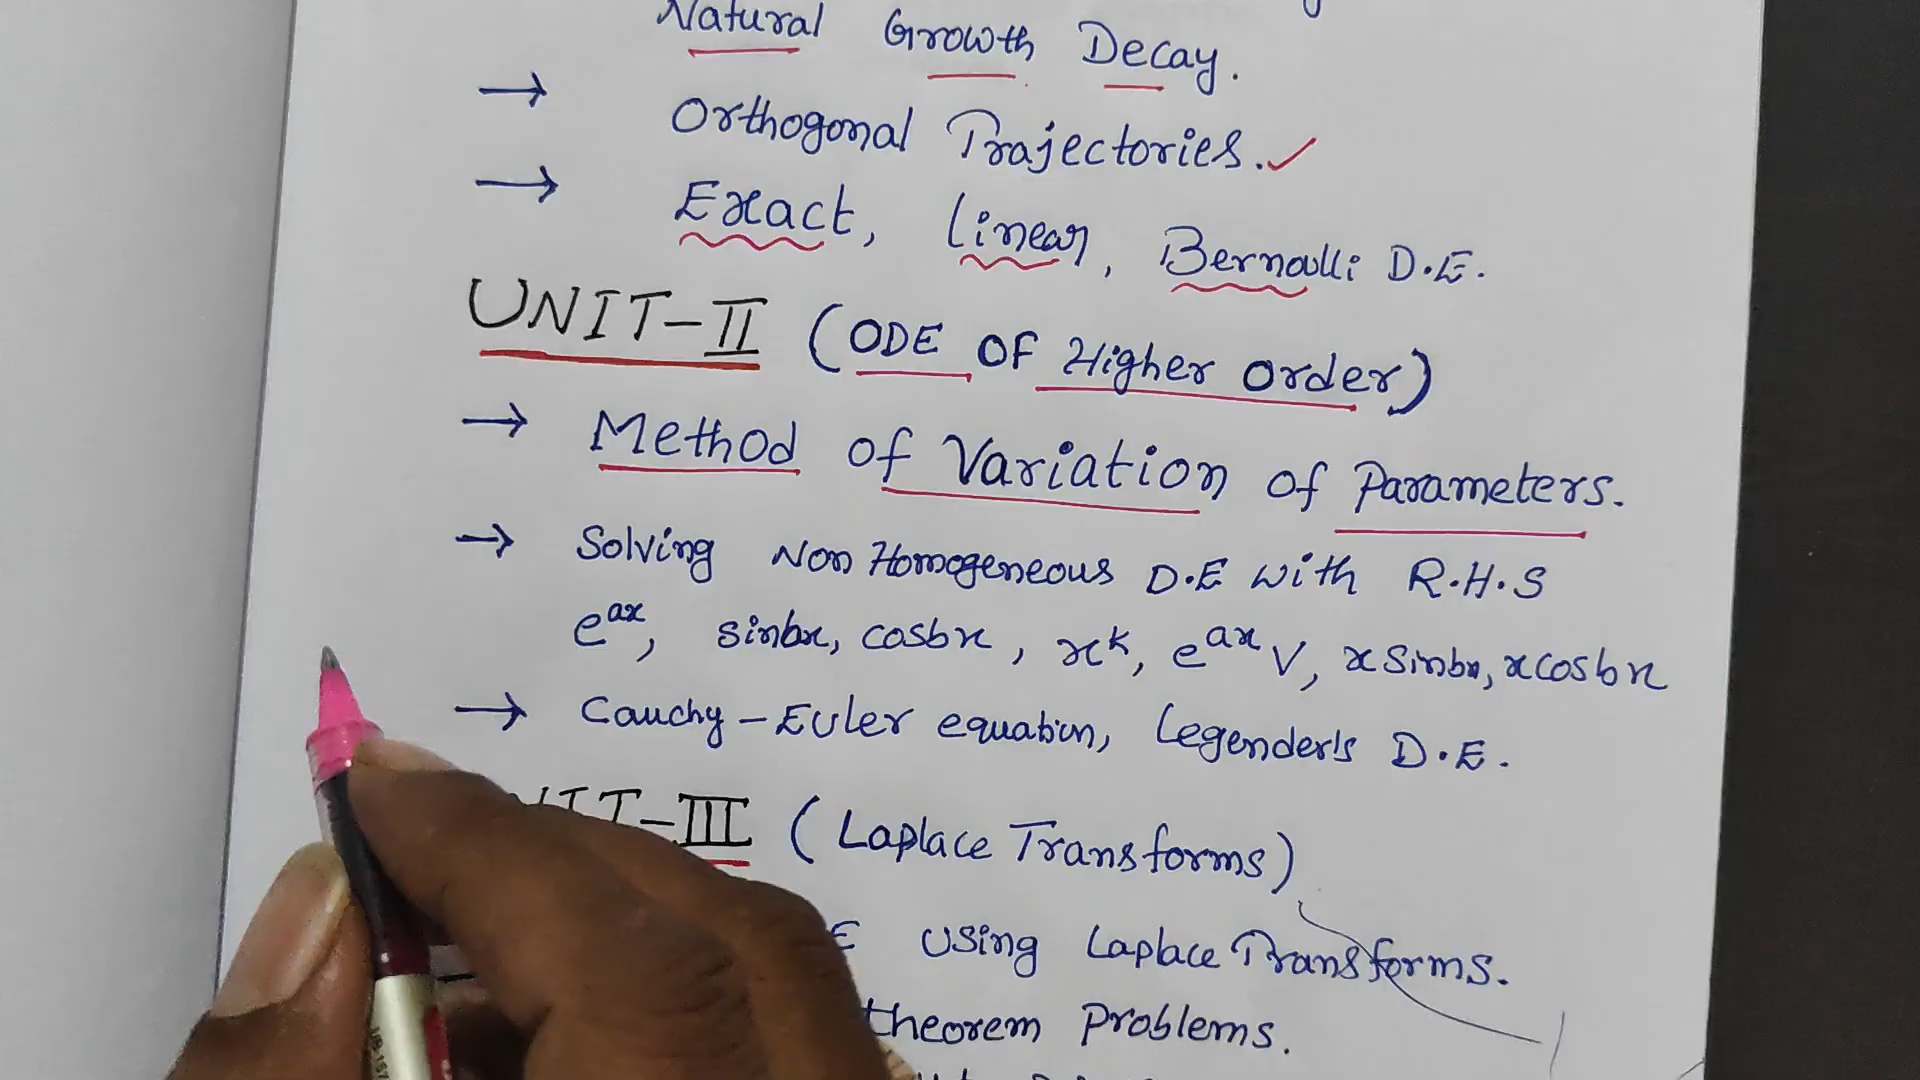 Natural Growth Decay.
→ Orthogonal Trajectories. ✓
→ Exact, Linear, Bernoulli D.E.
UNIT-II (ODE OF Higher Order)
→ Method of Variation of Parameters.
→ Solving Non Homogeneous D.E with R.H.S
e^ax, sinbx, cosbx, x^k, e^ax V, x Sinbx, x cosbx
→ Cauchy-Euler equation, Legender's D.E.
UNIT-III (Laplace Transforms)
using Laplace Transforms.
theorem Problems.